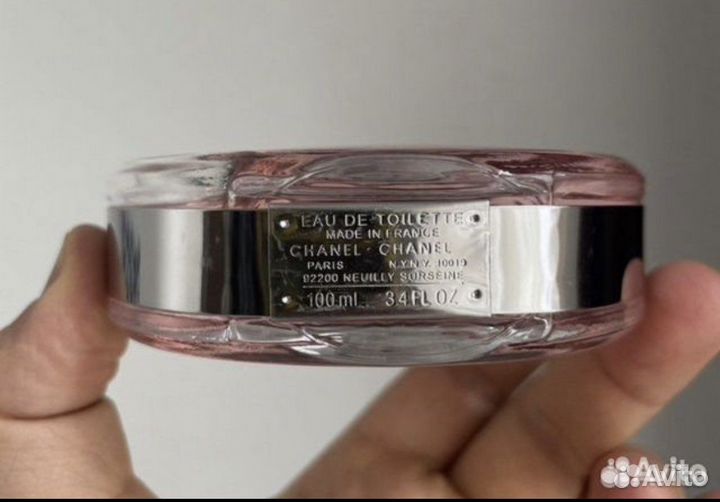 EAU DE TOILETTE
MADE IN FRANCE
CHANEL - CHANEL
PARIS N.Y.N.Y. 10019
92200 NEUILLY SURSEINE
100 ml. 3.4 FL OZ
Avito
Avito